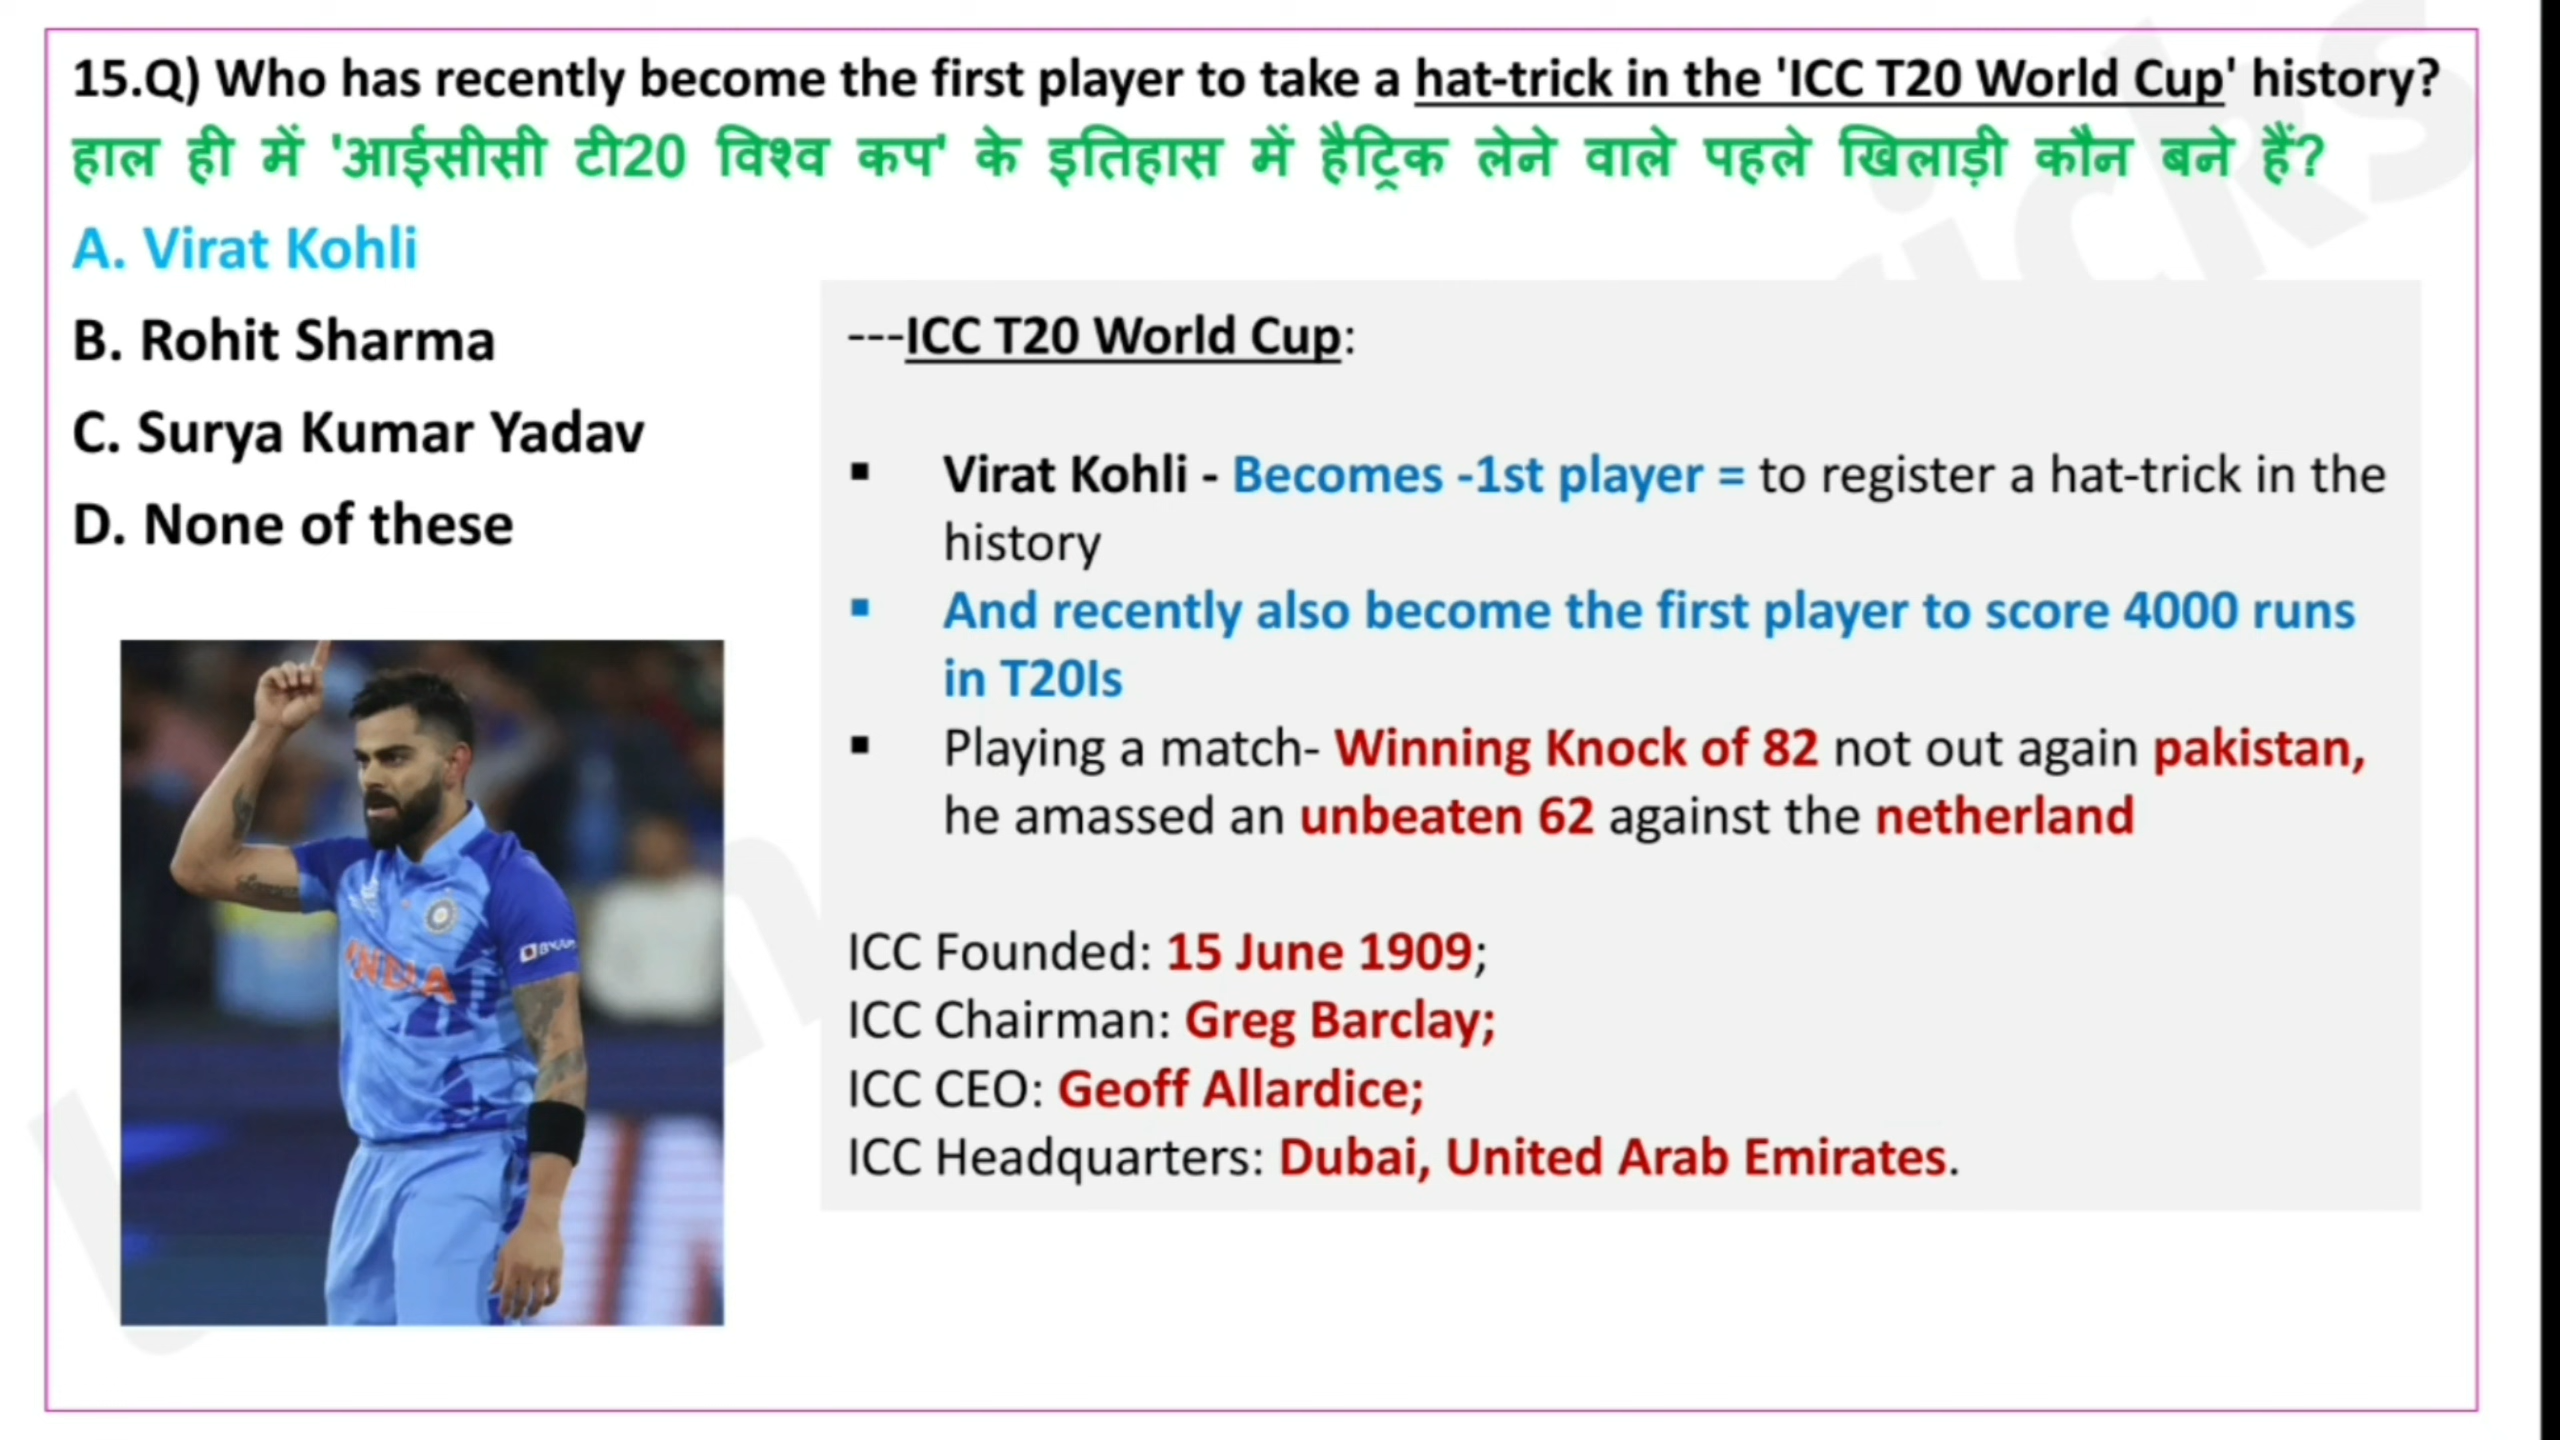 15.Q) Who has recently become the first player to take a hat-trick in the 'ICC T20 World Cup' history?
हाल ही में 'आईसीसी टी20 विश्व कप' के इतिहास में हैट्रिक लेने वाले पहले खिलाड़ी कौन बने हैं?
A. Virat Kohli
B. Rohit Sharma
C. Surya Kumar Yadav
D. None of these
---ICC T20 World Cup:
▪ Virat Kohli - Becomes -1st player = to register a hat-trick in the
history
▪ And recently also become the first player to score 4000 runs
in T20Is
▪ Playing a match- Winning Knock of 82 not out again pakistan,
he amassed an unbeaten 62 against the netherland
ICC Founded: 15 June 1909;
ICC Chairman: Greg Barclay;
ICC CEO: Geoff Allardice;
ICC Headquarters: Dubai, United Arab Emirates.
INDIA